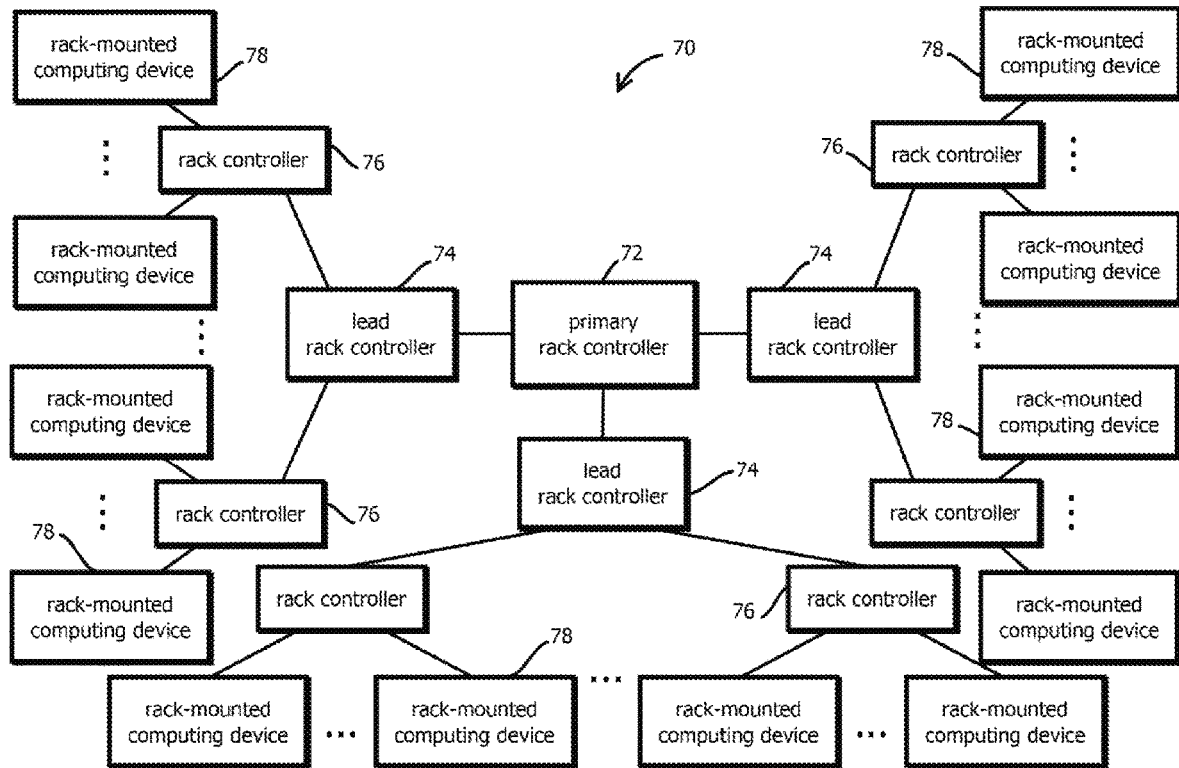 rack-mounted
computing device
78
70
78
rack-mounted
computing device
rack controller
76
76
rack controller
rack-mounted
computing device
rack-mounted
computing device
74
72
74
lead
rack controller
primary
rack controller
lead
rack controller
rack-mounted
computing device
rack-mounted
computing device
78
lead
rack controller
74
rack controller
76
rack controller
78
rack-mounted
computing device
rack controller
76
rack controller
rack-mounted
computing device
78
rack-mounted
computing device
rack-mounted
computing device
rack-mounted
computing device
rack-mounted
computing device